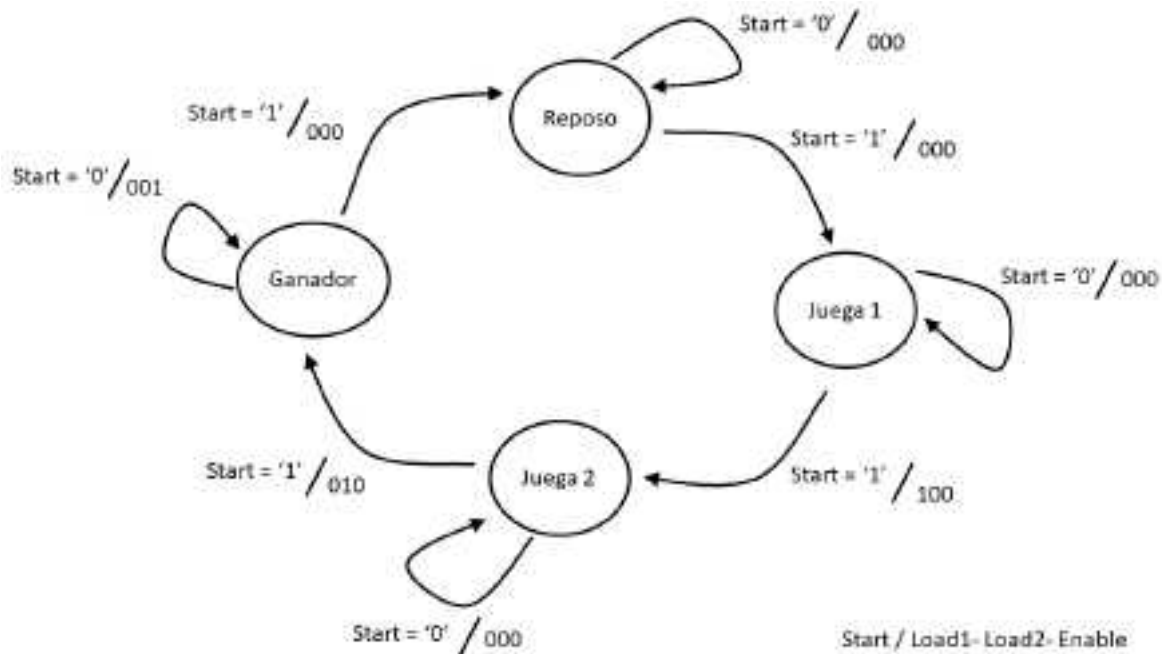 Start = '0' / 000
Start = '1' / 000
Reposo
Start = '1' / 000
Start = '0' / 001
Ganador
Start = '0' / 000
Juega 1
Start = '1' / 010
Juega 2
Start = '1' / 100
Start = '0' / 000
Start / Load1- Load2- Enable